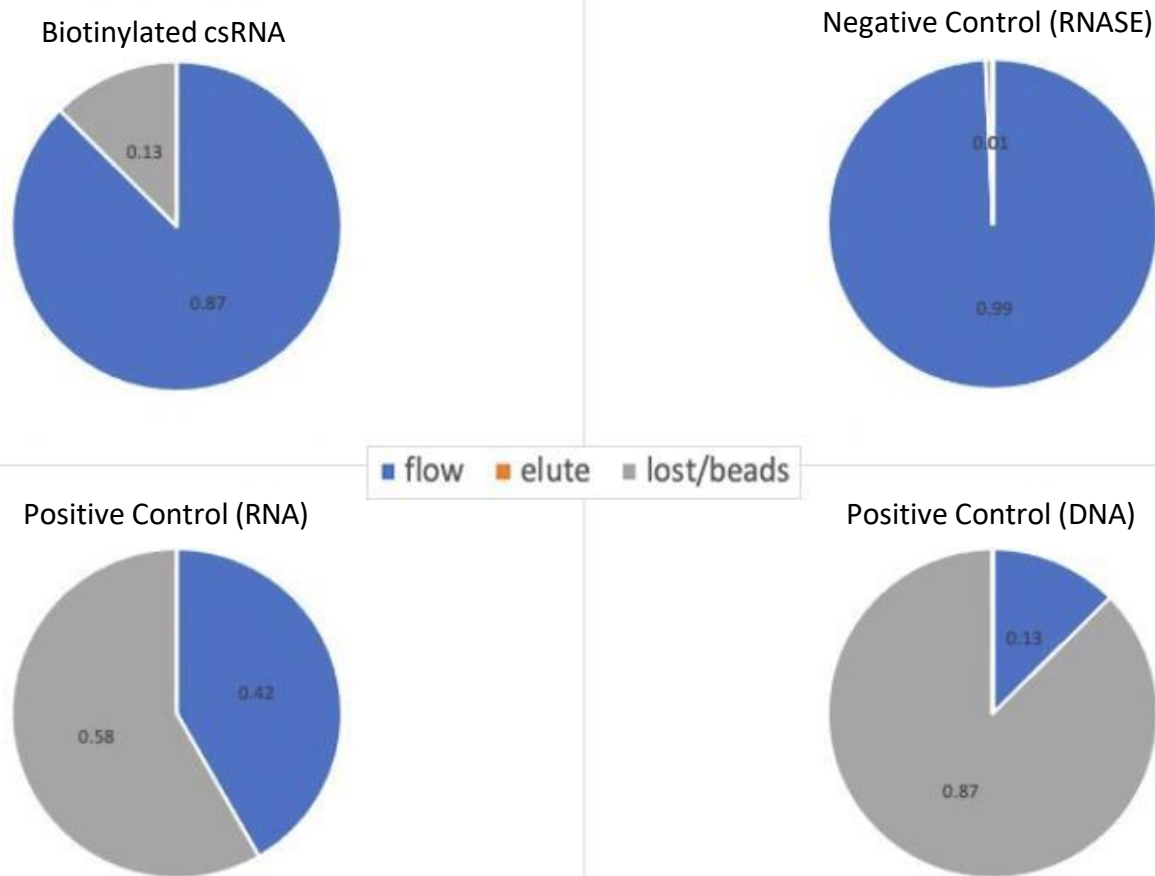 Biotinylated csRNA
Negative Control (RNASE)
0.13
0.87
0.01
0.99
flow elute lost/beads
Positive Control (RNA)
Positive Control (DNA)
0.42
0.58
0.13
0.87